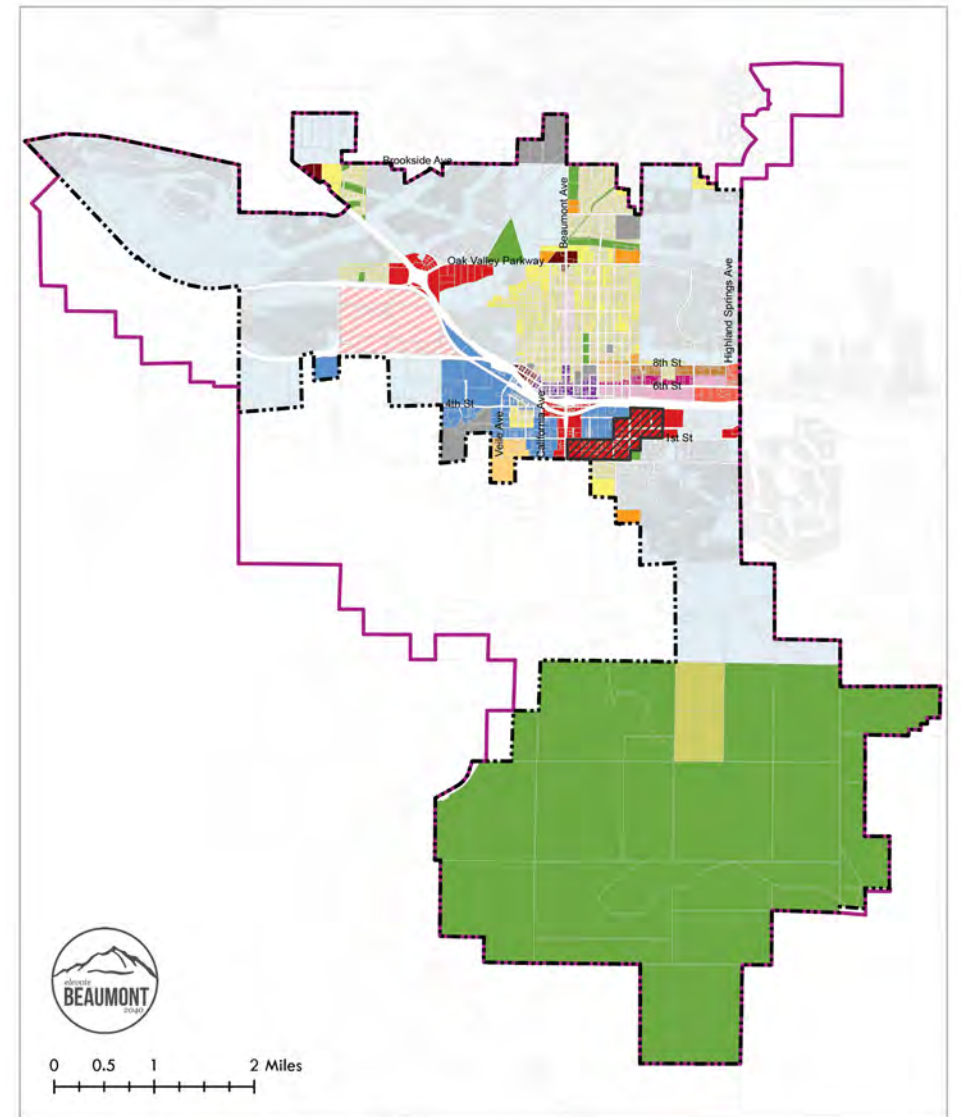 Brookside Ave
Beaumont Ave
Oak Valley Parkway
Highland Springs Ave
8th St
6th St
4th St
Veile Ave
California Ave
1st St
elevate
BEAUMONT
2040
0 0.5 1 2 Miles